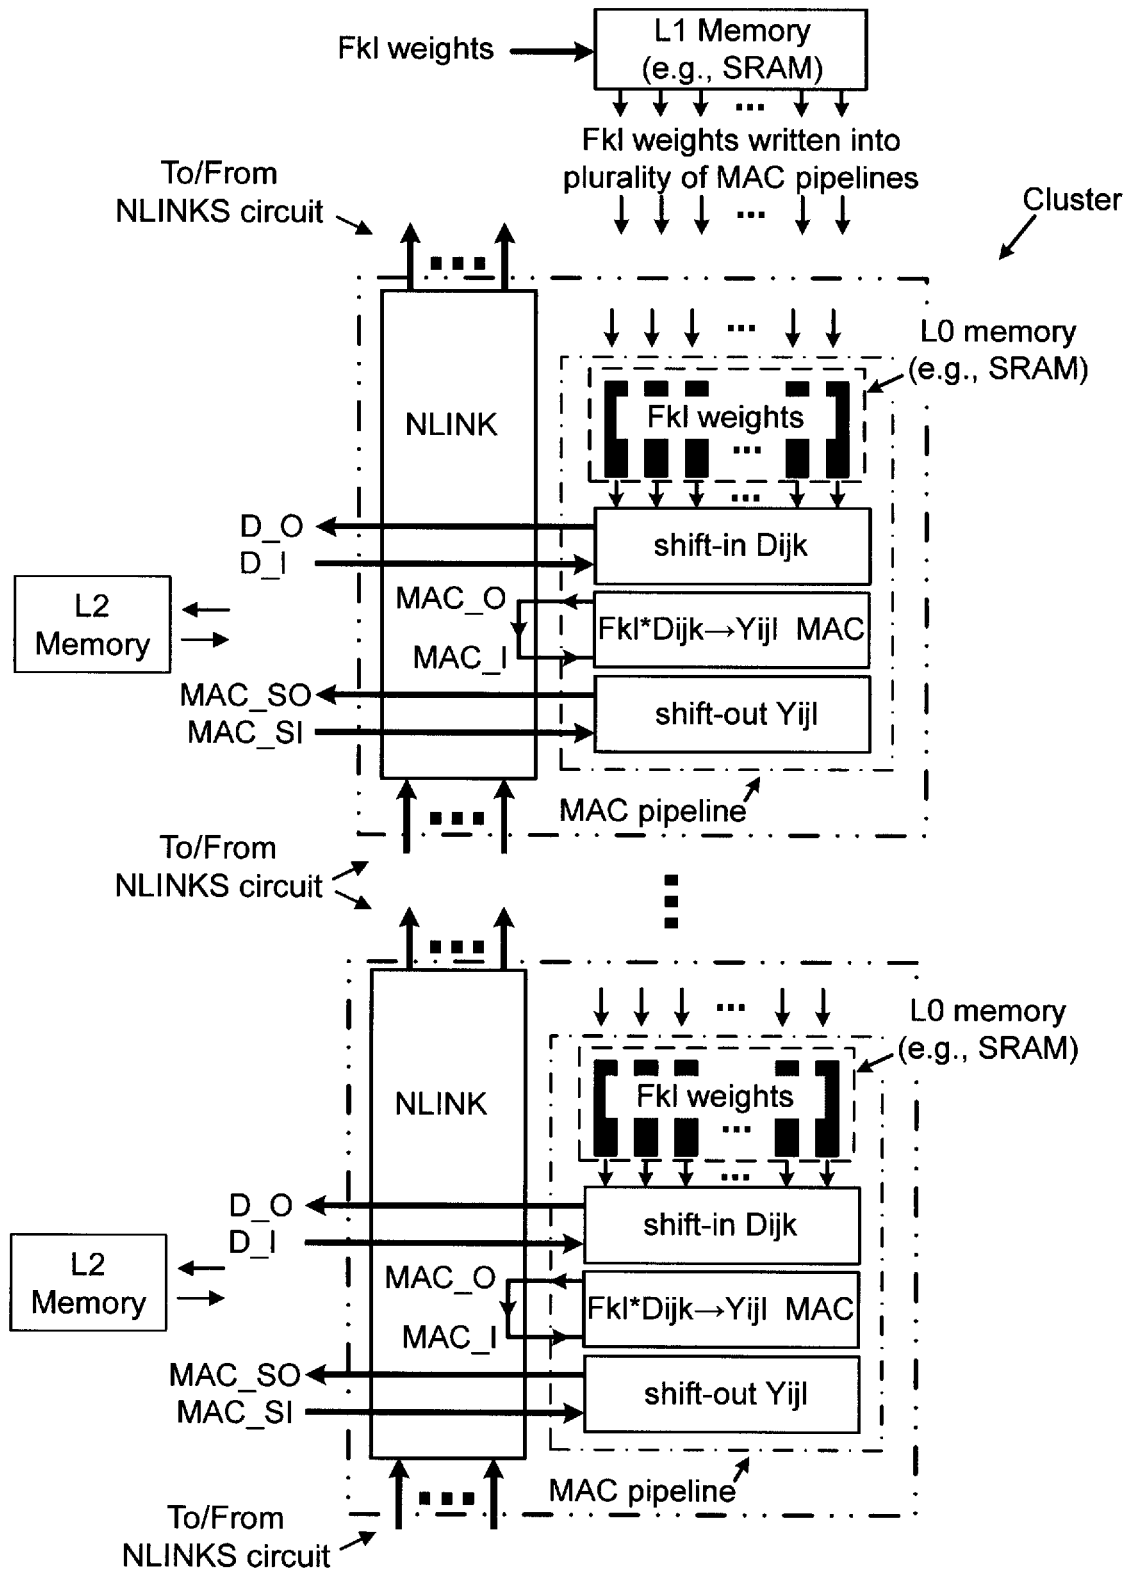 Fkl weights
L1 Memory
(e.g., SRAM)
Fkl weights written into
plurality of MAC pipelines
To/From
NLINKS circuit
Cluster
L0 memory
(e.g., SRAM)
NLINK
Fkl weights
D_O
D_I
shift-in Dijk
L2
Memory
MAC_O
MAC_I
Fkl*Dijk→Yijl MAC
MAC_SO
MAC_SI
shift-out Yijl
MAC pipeline
To/From
NLINKS circuit
L0 memory
(e.g., SRAM)
NLINK
Fkl weights
D_O
D_I
shift-in Dijk
L2
Memory
MAC_O
MAC_I
Fkl*Dijk→Yijl MAC
MAC_SO
MAC_SI
shift-out Yijl
MAC pipeline
To/From
NLINKS circuit